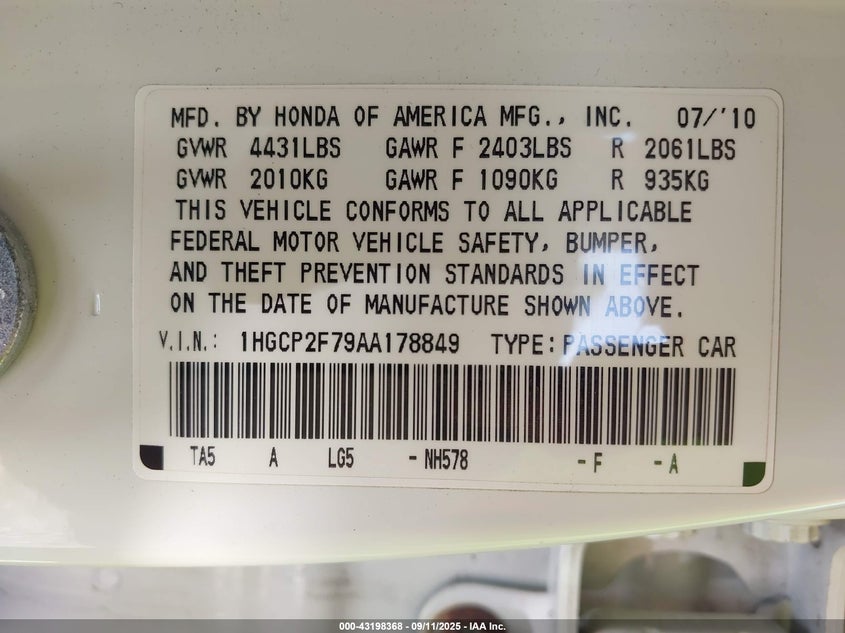 MFD. BY HONDA OF AMERICA MFG., INC. 07/'10
GVWR 4431LBS GAWR F 2403LBS R 2061LBS
GVWR 2010KG GAWR F 1090KG R 935KG
THIS VEHICLE CONFORMS TO ALL APPLICABLE
FEDERAL MOTOR VEHICLE SAFETY, BUMPER,
AND THEFT PREVENTION STANDARDS IN EFFECT
ON THE DATE OF MANUFACTURE SHOWN ABOVE.
V.I.N.: 1HGCP2F79AA178849 TYPE: PASSENGER CAR
TA5 A LG5 -NH578 -F -A
000-43198368 - 09/11/2025 - IAA Inc.